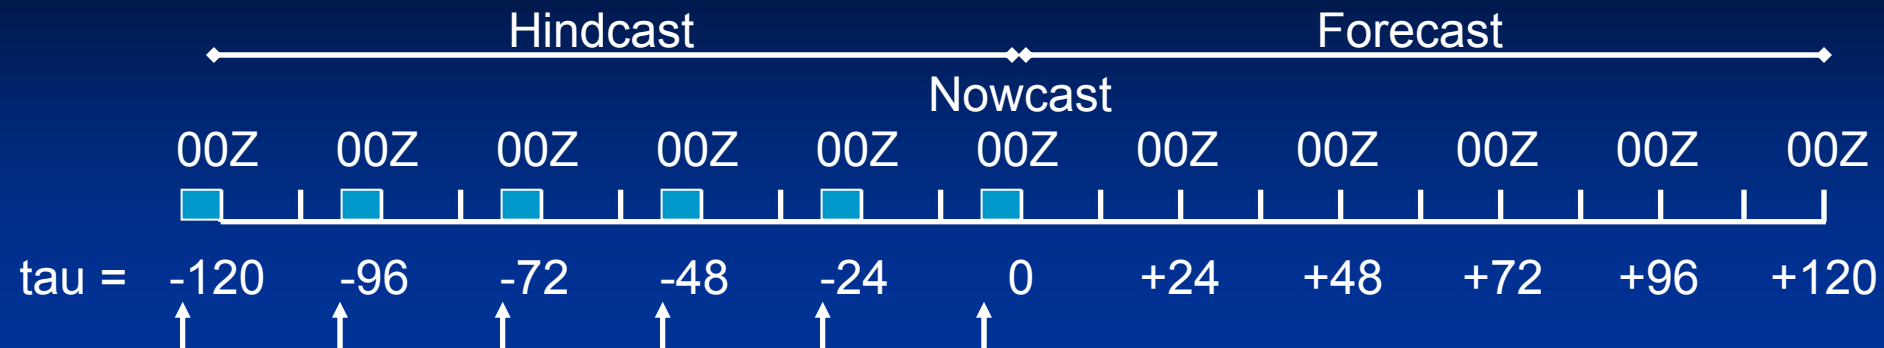 Hindcast Forecast
Nowcast
00Z 00Z 00Z 00Z 00Z 00Z 00Z 00Z 00Z 00Z 00Z
tau = -120 -96 -72 -48 -24 0 +24 +48 +72 +96 +120